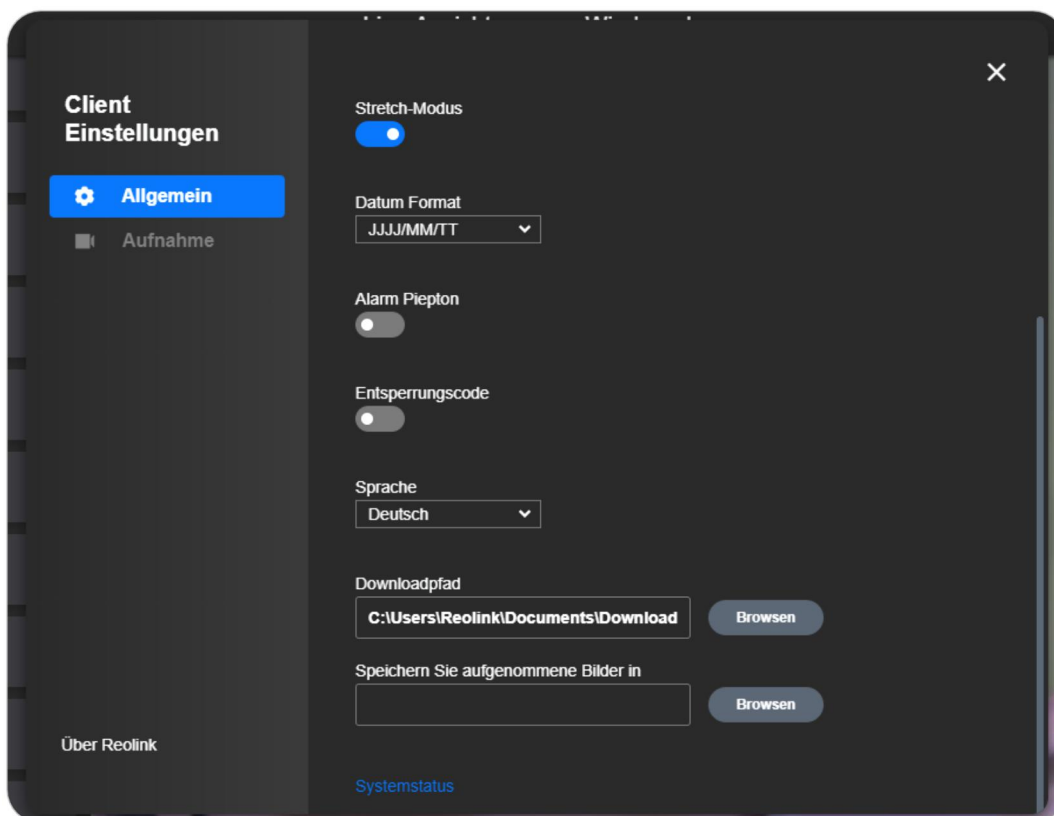 Client
Einstellungen
Allgemein
Aufnahme
Über Reolink
Stretch-Modus
Datum Format
JJJJ/MM/TT
Alarm Piepton
Entsperrungscode
Sprache
Deutsch
Downloadpfad
C:\Users\Reolink\Documents\Download
Browsen
Speichern Sie aufgenommene Bilder in
Browsen
Systemstatus